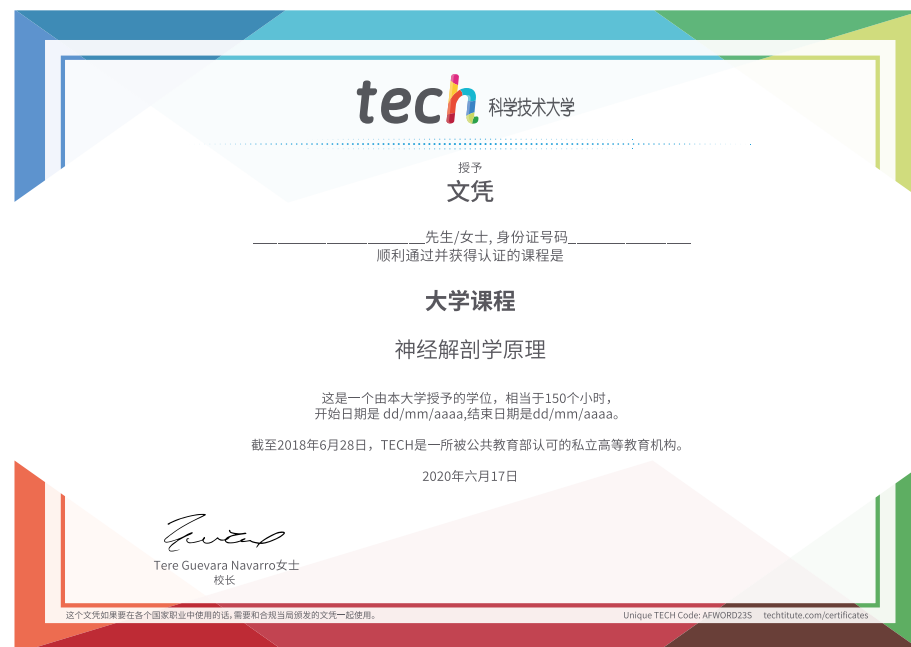 tech 科学技术大学
授予
文凭
______________________先生/女士, 身份证号码________________
顺利通过并获得认证的课程是
大学课程
神经解剖学原理
这是一个由本大学授予的学位，相当于150个小时，
开始日期是 dd/mm/aaaa,结束日期是dd/mm/aaaa。
截至2018年6月28日，TECH是一所被公共教育部认可的私立高等教育机构。
2020年六月17日
Tere Guevara Navarro女士
校长
这个文凭如果要在各个国家职业中使用的话,需要和合规当局颁发的文凭一起使用。
Unique TECH Code: AFWORD23S techtitute.com/certificates